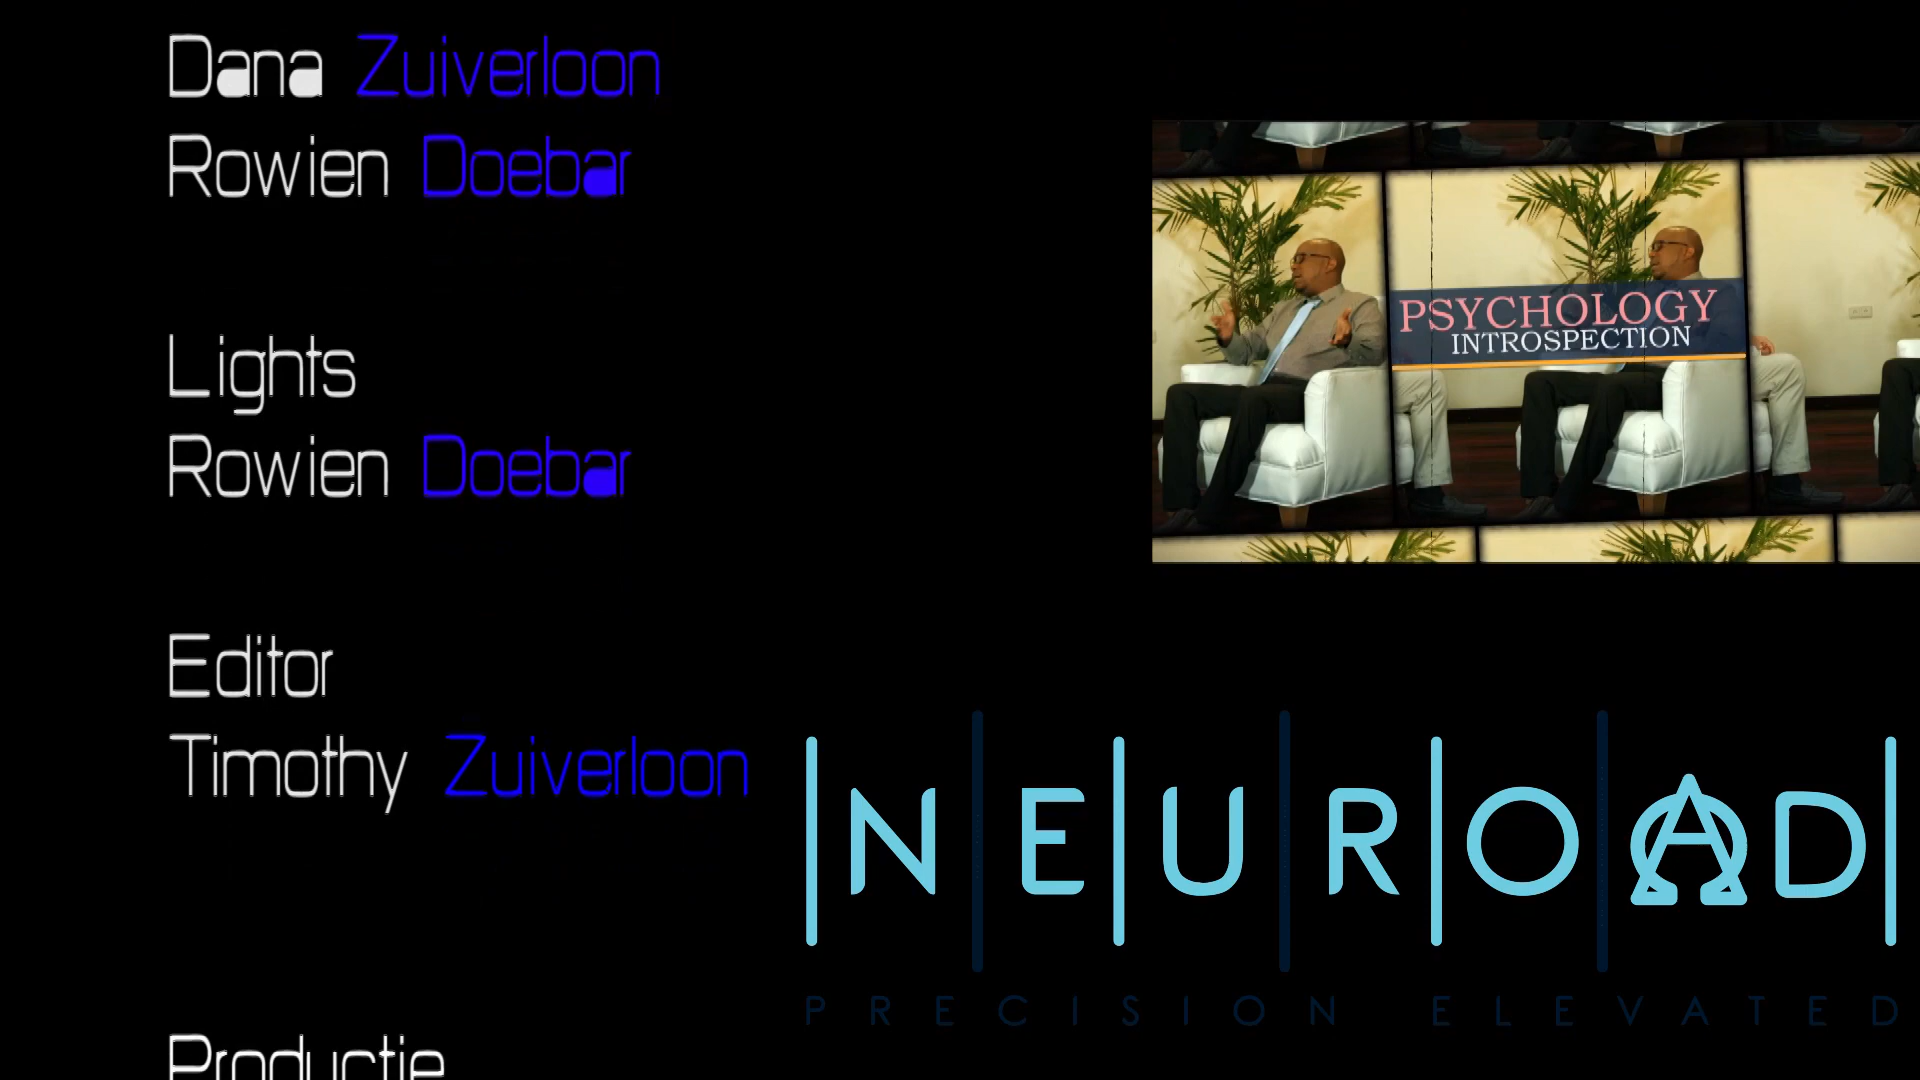 Dana Zuiverloon
Rowien Doebar
Lights
Rowien Doebar
Editor
Timothy Zuiverloon
Productie
PSYCHOLOGY
INTROSPECTION
NEUROAD
PRECISION ELEVATED